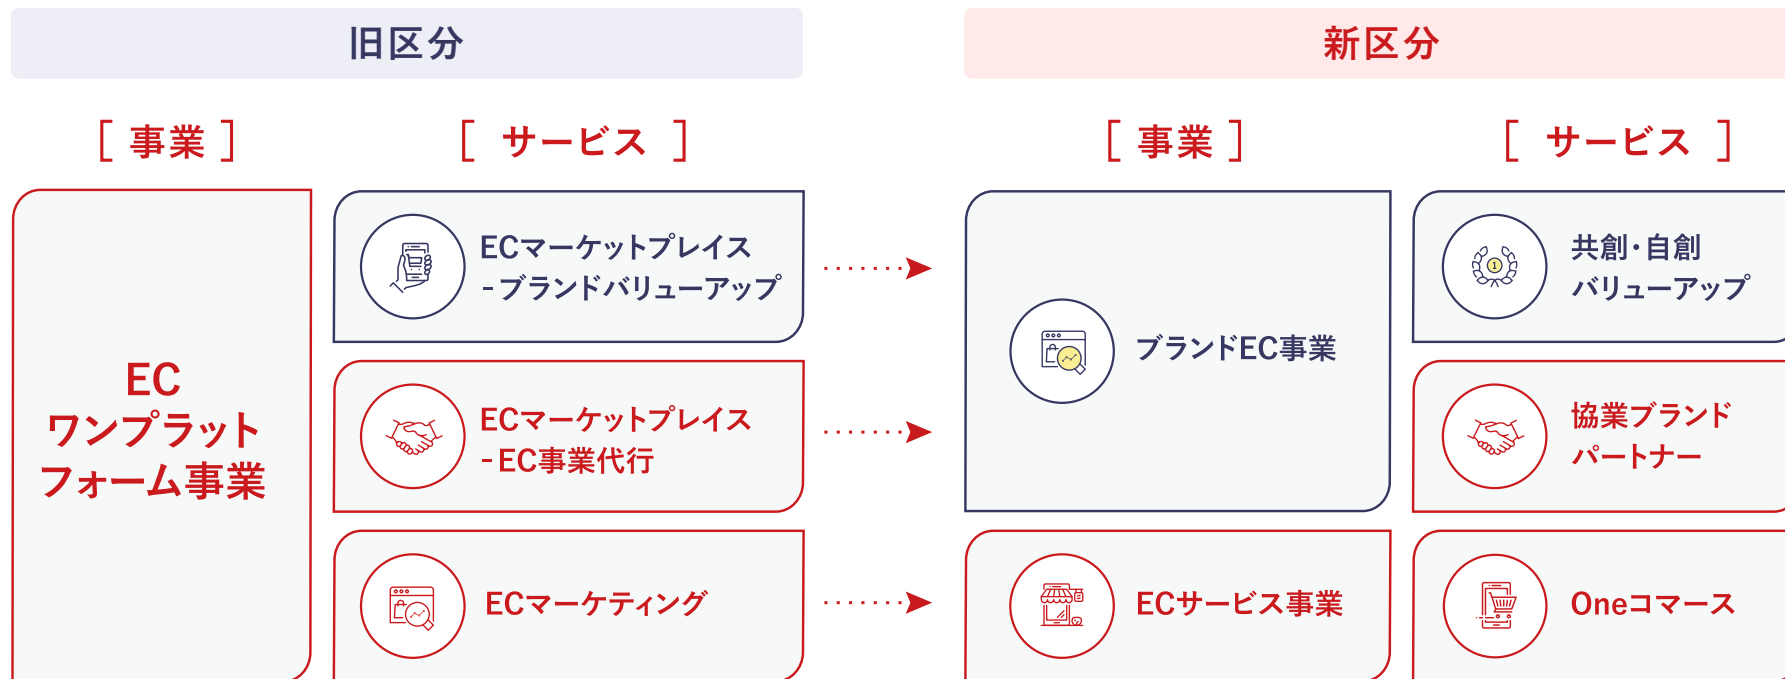 旧区分
新区分
[ 事業 ]
[ サービス ]
[ 事業 ]
[ サービス ]
EC
ワンプラット
フォーム事業
ECマーケットプレイス
-ブランドバリューアップ
ECマーケットプレイス
-EC事業代行
ECマーケティング
ブランドEC事業
ECサービス事業
共創・自創
バリューアップ
1
協業ブランド
パートナー
Oneコマース